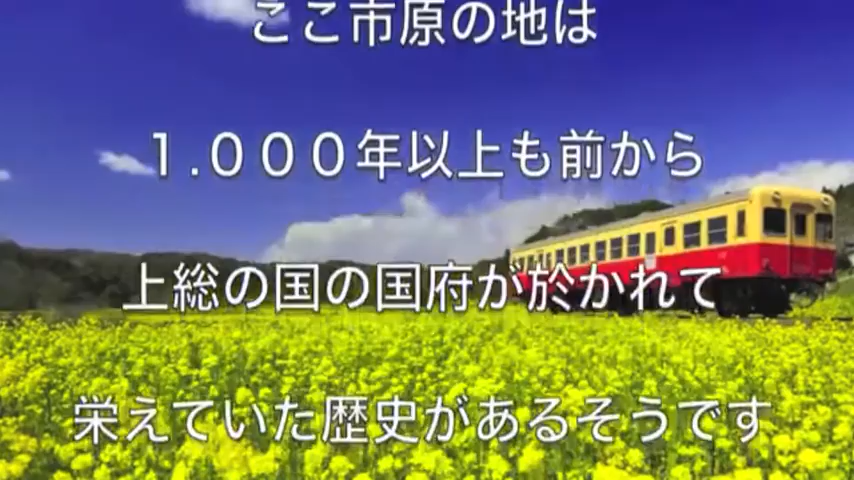 ここ市原の地は
１.０００年以上も前から
上総の国の国府が於かれて
栄えていた歴史があるそうです